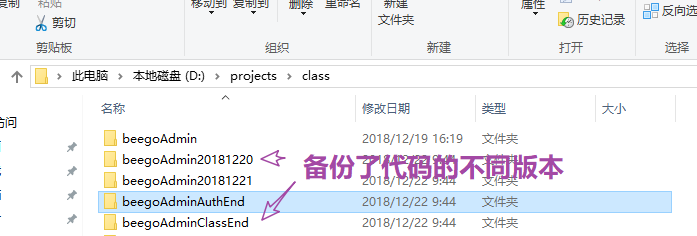 复制 粘贴 移动到 复制到 删除 重命名 新建 属性 反向选
剪切 文件夹 历史记录
剪贴板 组织 新建 打开 选择
此电脑 本地磁盘 (D:) projects class
名称 修改日期 类型 大小
访问
beegoAdmin 2018/12/19 16:19 文件夹
beegoAdmin20181220 文件夹
备份了代码的不同版本
beegoAdmin20181221 2018/12/22 9:44 文件夹
beegoAdminAuthEnd 2018/12/22 9:44 文件夹
beegoAdminClassEnd 2018/12/22 9:44 文件夹